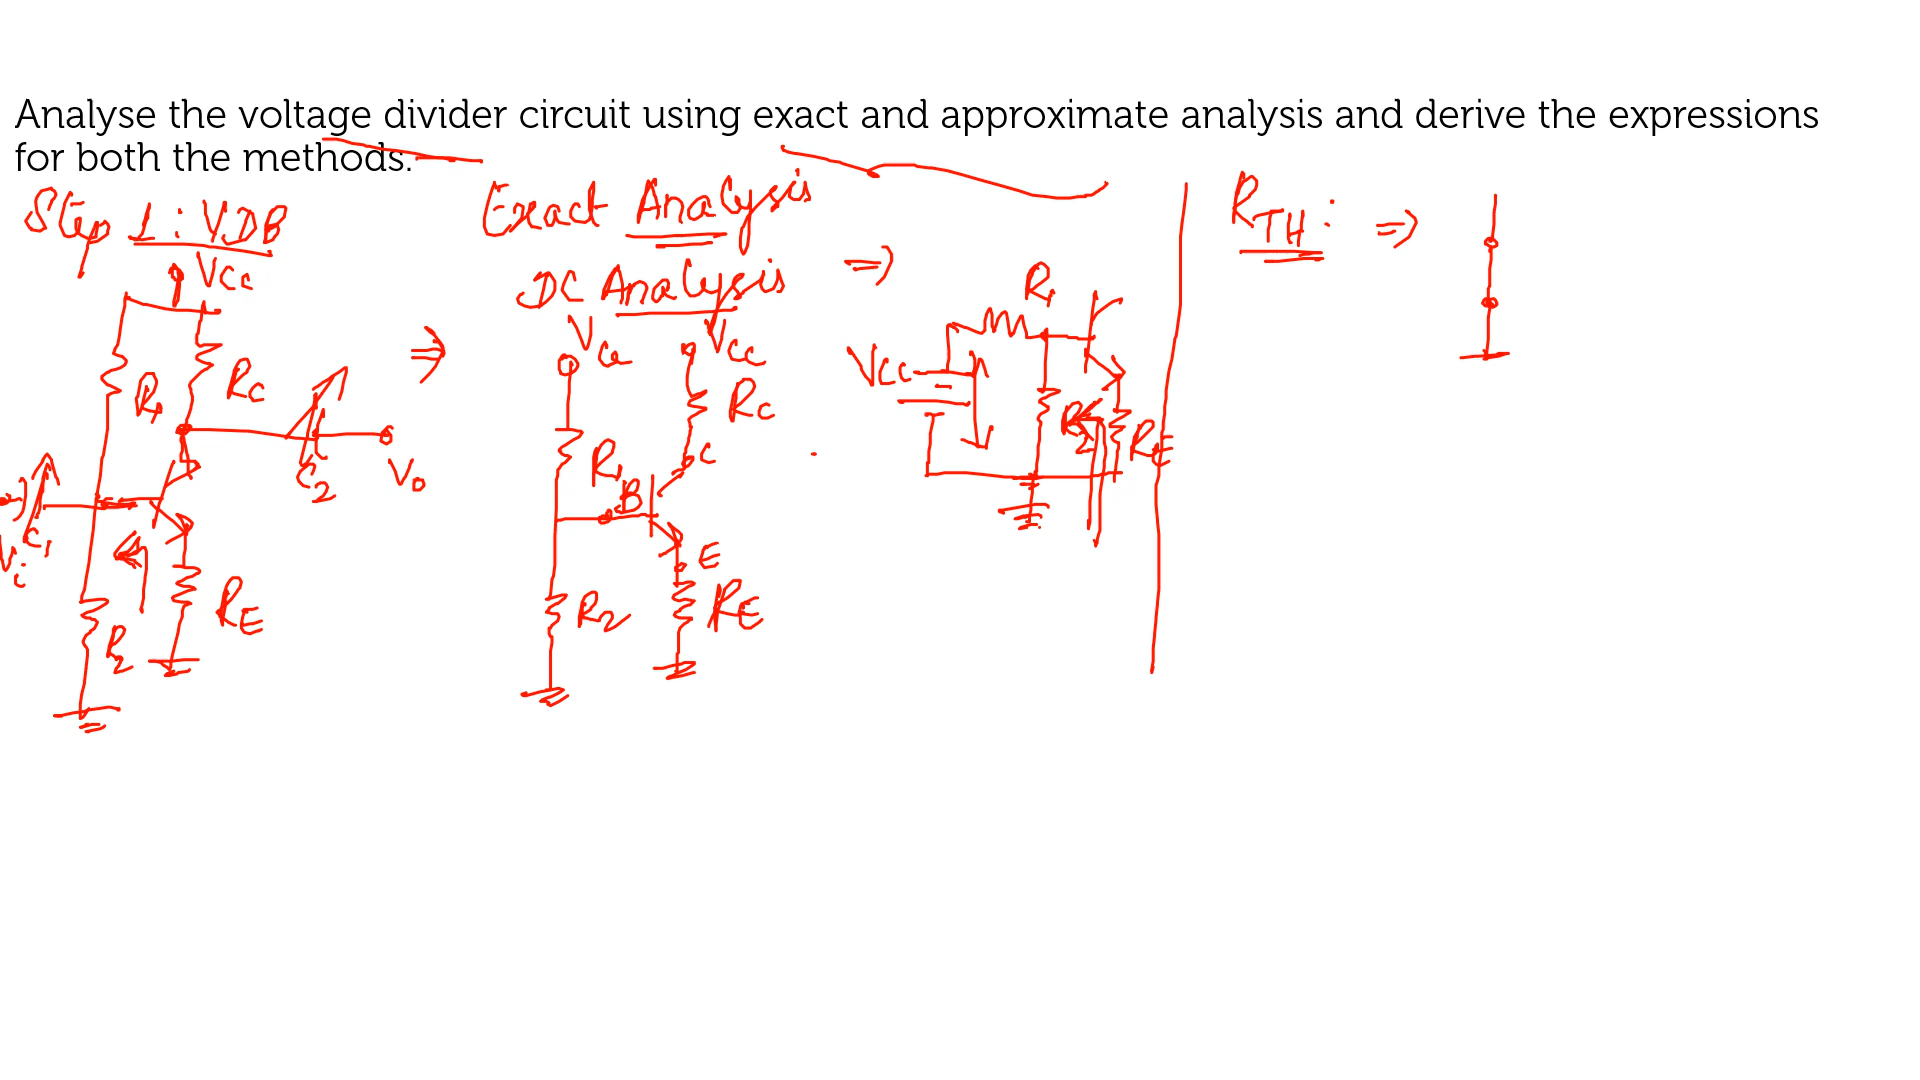 Analyse the voltage divider circuit using exact and approximate analysis and derive the expressions
for both the methods.
Step 1: VDB
Exact Analysis
RTH: ⇒
VCC
DC Analysis ⇒
R1
RC
⇒
VCC
VCC
RC
R1
VCC
R2
RE
C2
Vo
R1
C
B
C1
Vi
E
RE
R2
RE
R2